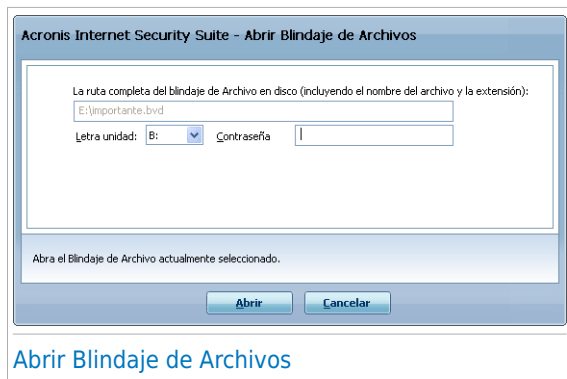 Acronis Internet Security Suite - Abrir Blindaje de Archivos
La ruta completa del blindaje de Archivo en disco (incluyendo el nombre del archivo y la extensión):
E:\importante.bvd
Letra unidad: B: Contraseña
Abra el Blindaje de Archivo actualmente seleccionado.
Abrir Cancelar
Abrir Blindaje de Archivos